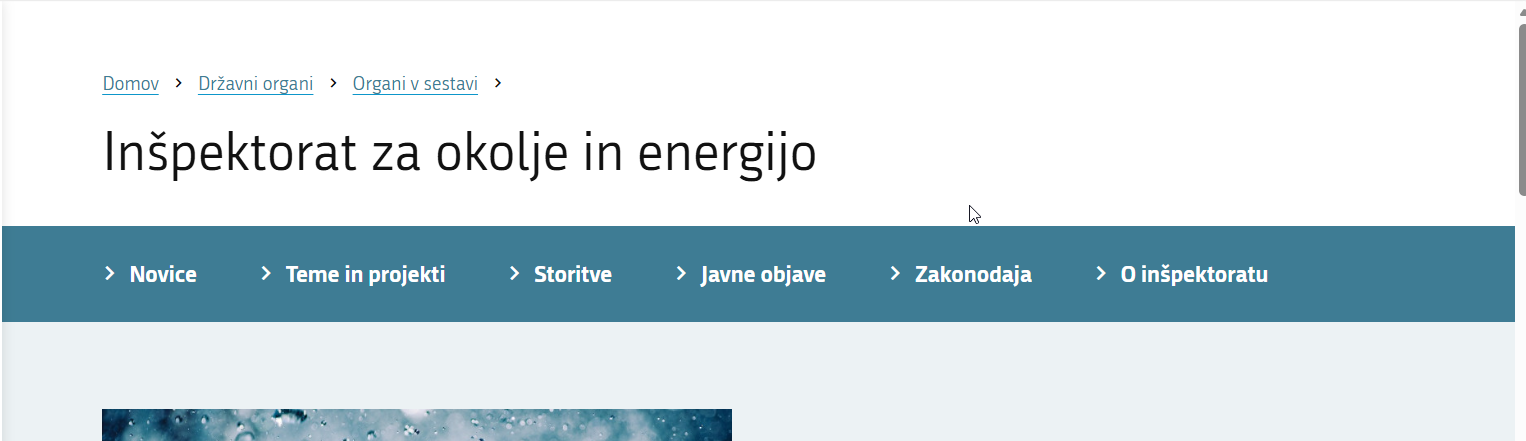 Domov > Državni organi > Organi v sestavi >
Inšpektorat za okolje in energijo
> Novice > Teme in projekti > Storitve > Javne objave > Zakonodaja > O inšpektoratu